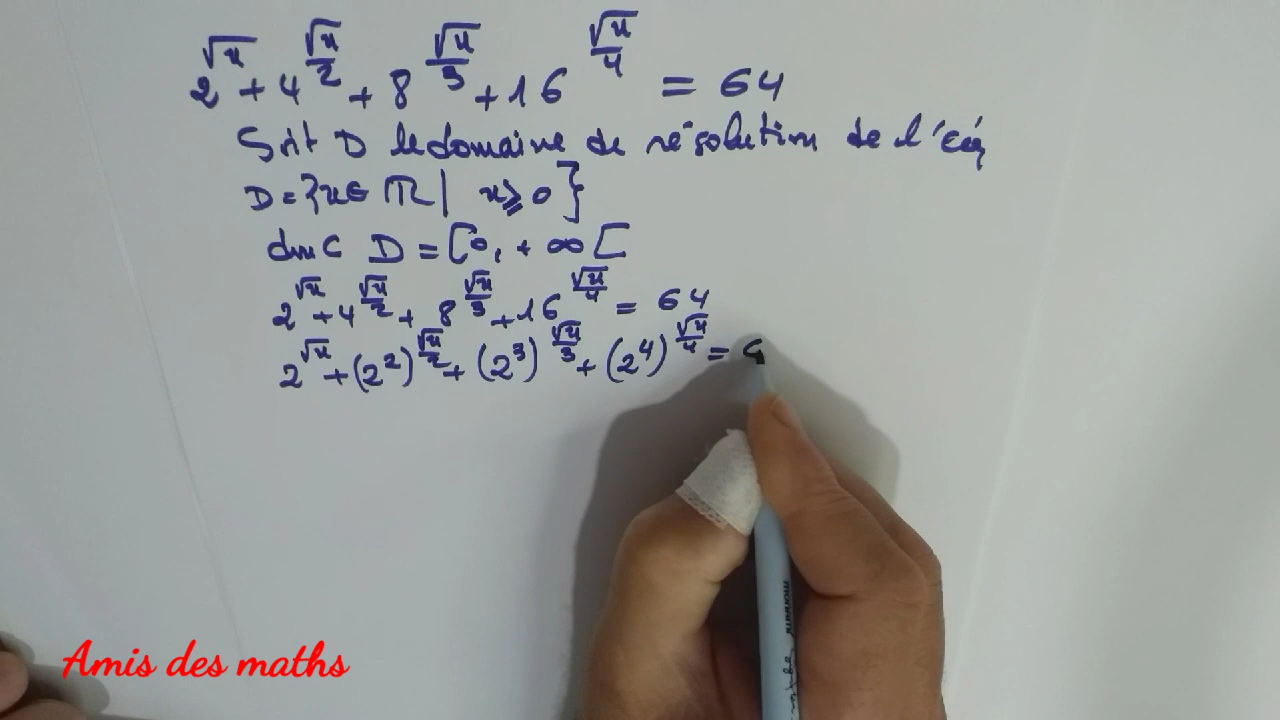 2^√x + 4^(√x/2) + 8^(√x/3) + 16^(√x/4) = 64
Soit D le domaine de résolution de l'éq
D = {x ∈ ℝ | x ⩾ 0}
donc D = [0, +∞[
2^√x + 4^(√x/2) + 8^(√x/3) + 16^(√x/4) = 64
2^√x + (2²)^(√x/2) + (2³)^(√x/3) + (2⁴)^(√x/4) =
Amis des maths